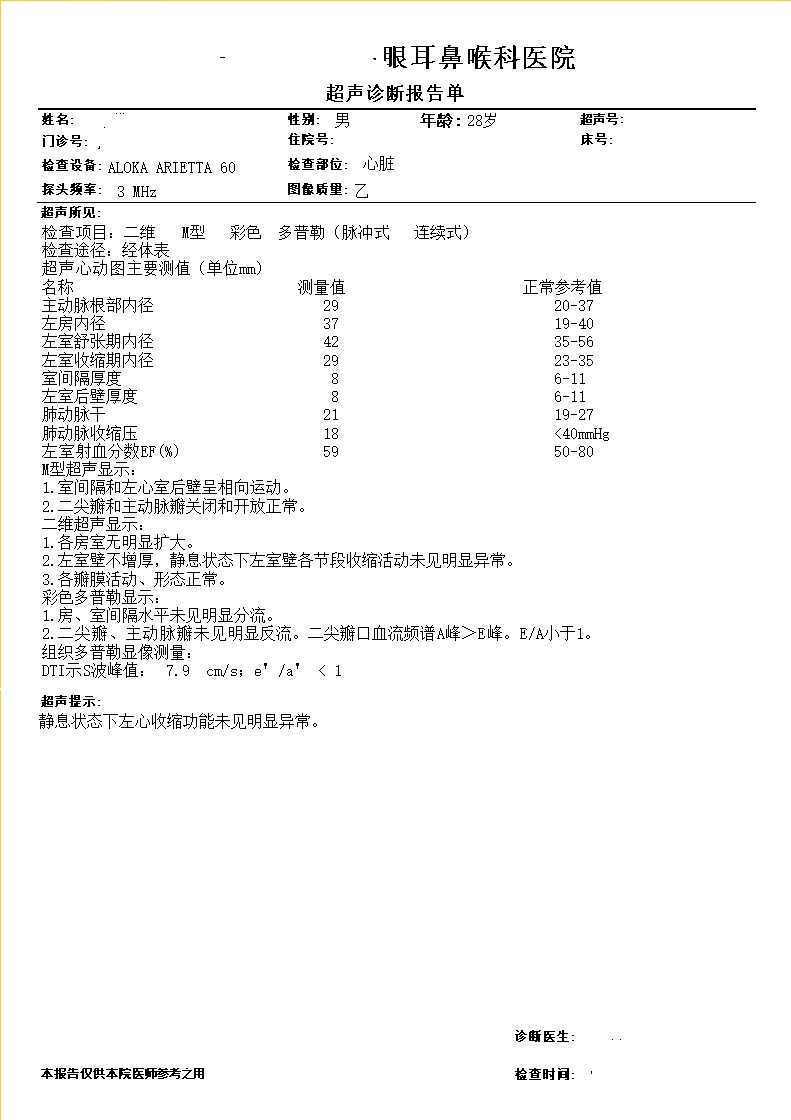 眼耳鼻喉科医院
超声诊断报告单
姓名: 性别: 男 年龄: 28岁 超声号:
门诊号: 住院号: 床号:
检查设备: ALOKA ARIETTA 60 检查部位: 心脏
探头频率: 3 MHz 图像质量: 乙
超声所见:
检查项目: 二维 M型 彩色 多普勒（脉冲式 连续式）
检查途径: 经体表
超声心动图主要测值（单位mm）
名称 测量值 正常参考值
主动脉根部内径 29 20-37
左房内径 37 19-40
左室舒张期内径 42 35-56
左室收缩期内径 29 23-35
室间隔厚度 8 6-11
左室后壁厚度 8 6-11
肺动脉干 21 19-27
肺动脉收缩压 18 <40mmHg
左室射血分数EF(%) 59 50-80
M型超声显示:
1.室间隔和左心室后壁呈相向运动。
2.二尖瓣和主动脉瓣关闭和开放正常。
二维超声显示:
1.各房室无明显扩大。
2.左室壁不增厚，静息状态下左室壁各节段收缩活动未见明显异常。
3.各瓣膜活动、形态正常。
彩色多普勒显示:
1.房、室间隔水平未见明显分流。
2.二尖瓣、主动脉瓣未见明显反流。二尖瓣口血流频谱A峰＞E峰。E/A小于1。
组织多普勒显像测量:
DTI示S波峰值: 7.9 cm/s；e'/a' < 1
超声提示:
静息状态下左心收缩功能未见明显异常。
诊断医生:
本报告仅供本院医师参考之用 检查时间: